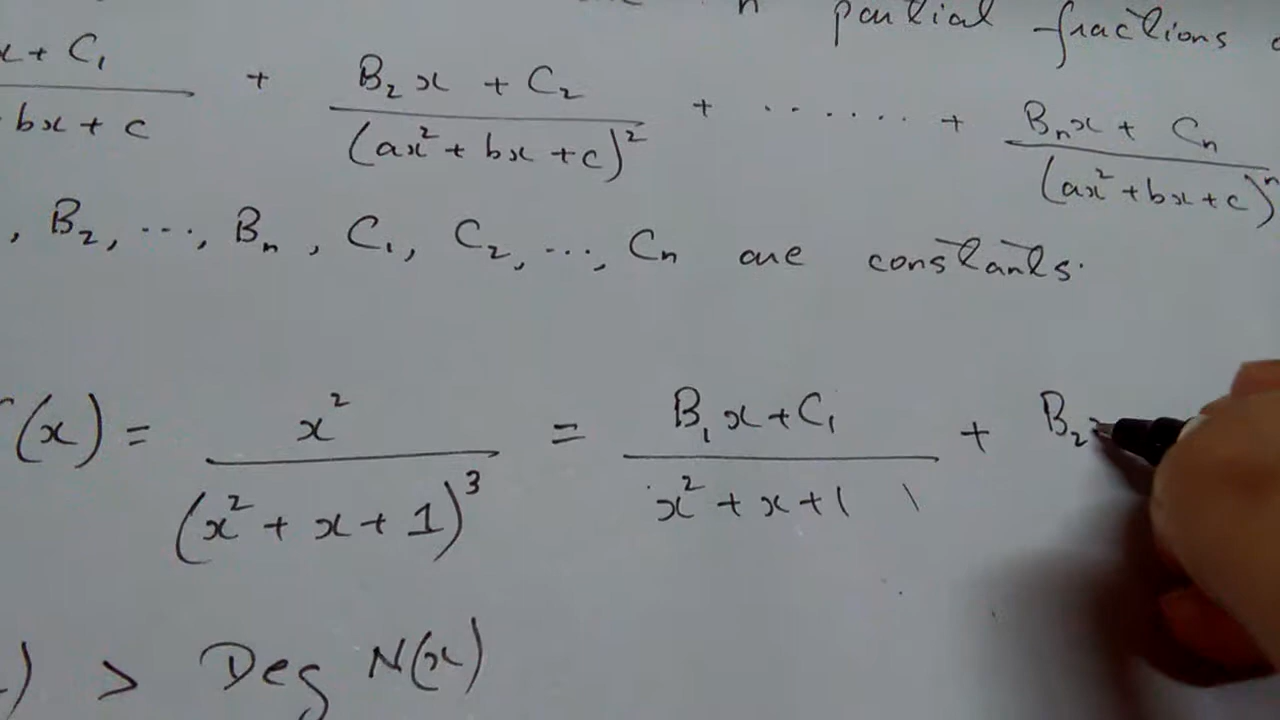 n partial fractions
x + C₁ / bx + c + B₂x + C₂ / (ax² + bx + c)² + ....... + Bₙx + Cₙ / (ax² + bx + c)ⁿ
, B₂, ..., Bₙ, C₁, C₂, ..., Cₙ are constants.
(x) = x² / (x² + x + 1)³ = B₁x + C₁ / x² + x + 1 + B₂
) > Deg N(x)